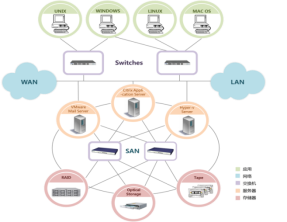 UNIX
WINDOWS
LINUX
MAC OS
Switches
WAN
LAN
Server
SAN
RAID
Optical
Storage
Tape
应用
网络
交换机
服务器
存储器